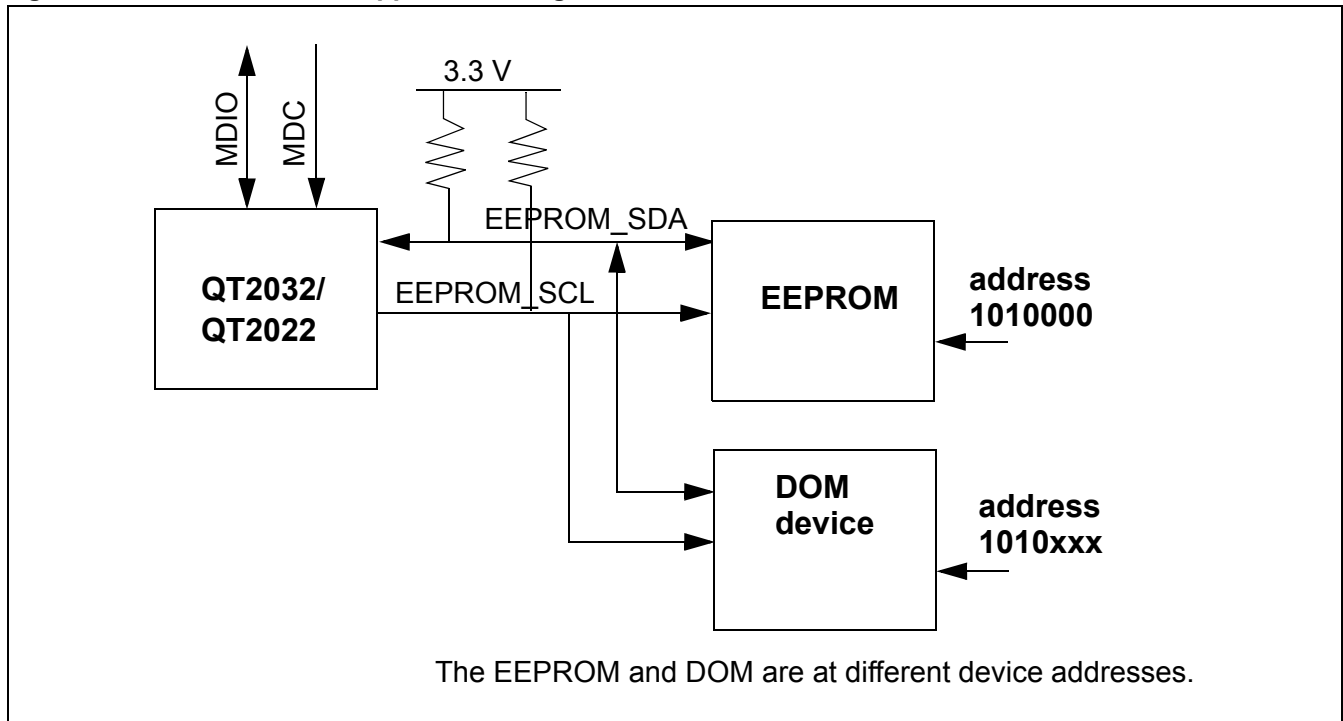 3.3 V
MDIO
MDC
EEPROM_SDA
QT2032/
QT2022
EEPROM_SCL
EEPROM
address
1010000
DOM
device
address
1010xxx
The EEPROM and DOM are at different device addresses.